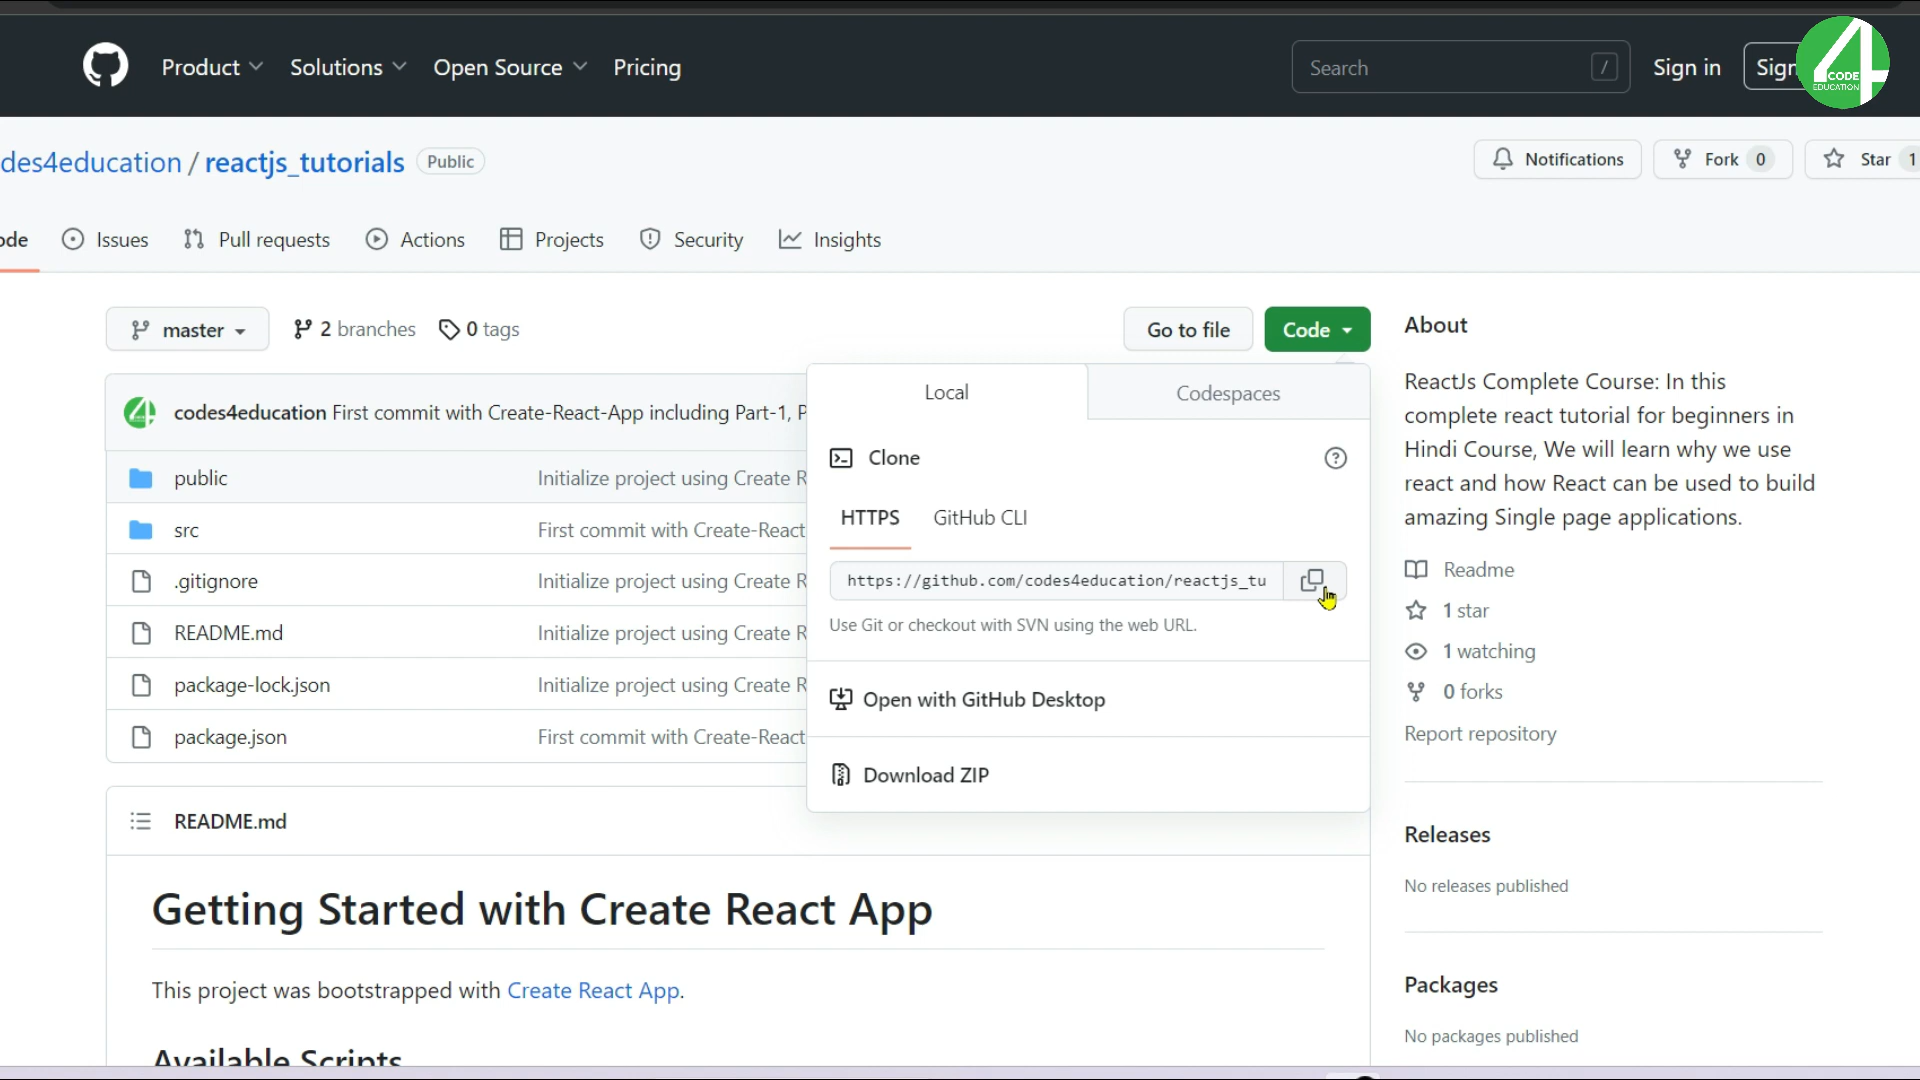 Product Solutions Open Source Pricing Search / Sign in Sign
CODE
EDUCATION
des4education / reactjs_tutorials Public Notifications Fork 0 Star 1
ode Issues Pull requests Actions Projects Security Insights
master 2 branches 0 tags Go to file Code
codes4education First commit with Create-React-App including Part-1, P
public Initialize project using Create R
src First commit with Create-React
.gitignore Initialize project using Create R
README.md Initialize project using Create R
package-lock.json Initialize project using Create R
package.json First commit with Create-React
Local Codespaces
Clone
HTTPS GitHub CLI
https://github.com/codes4education/reactjs_tu
Use Git or checkout with SVN using the web URL.
Open with GitHub Desktop
Download ZIP
README.md
Getting Started with Create React App
This project was bootstrapped with Create React App.
Available Scripts
About
ReactJs Complete Course: In this
complete react tutorial for beginners in
Hindi Course, We will learn why we use
react and how React can be used to build
amazing Single page applications.
Readme
1 star
1 watching
0 forks
Report repository
Releases
No releases published
Packages
No packages published